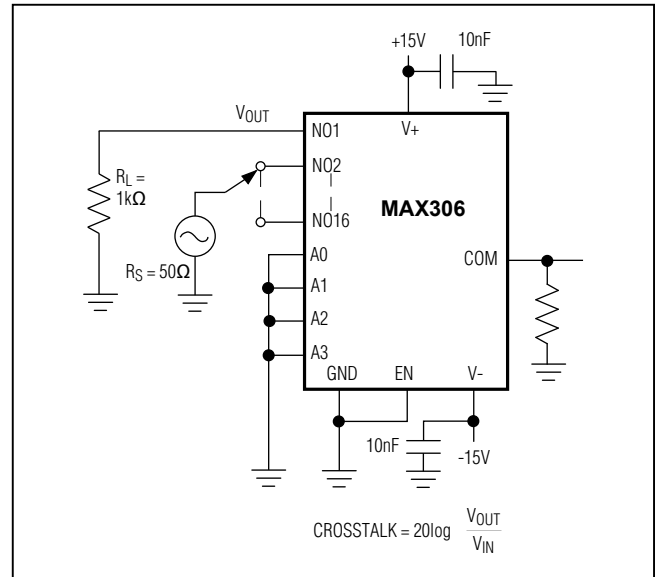 +15V
10nF
VOUT
NO1
V+
RL =
1kΩ
NO2
MAX306
NO16
COM
A0
RS = 50Ω
A1
A2
A3
GND
EN
V-
10nF
-15V
CROSSTALK = 20log VOUT
VIN